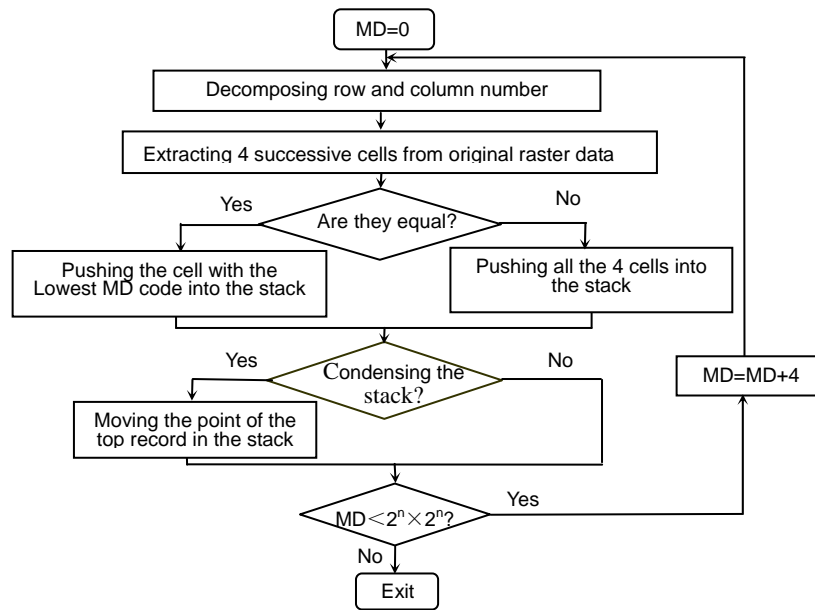 MD=0
Decomposing row and column number
Extracting 4 successive cells from original raster data
Yes
No
Are they equal?
Pushing the cell with the
Lowest MD code into the stack
Pushing all the 4 cells into
the stack
Yes
No
Condensing the
stack?
MD=MD+4
Moving the point of the
top record in the stack
MD<2ⁿ×2ⁿ?
Yes
No
Exit